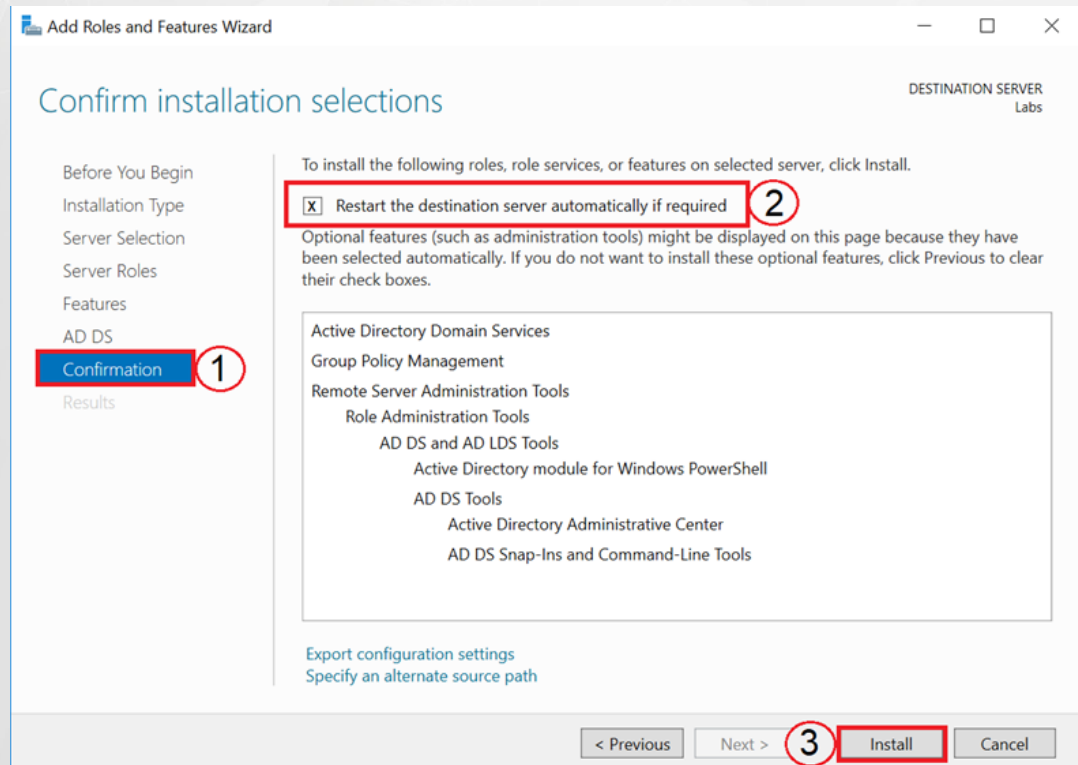 Add Roles and Features Wizard
Confirm installation selections
DESTINATION SERVER
Labs
Before You Begin
Installation Type
Server Selection
Server Roles
Features
AD DS
Confirmation
1
Results
To install the following roles, role services, or features on selected server, click Install.
X Restart the destination server automatically if required
2
Optional features (such as administration tools) might be displayed on this page because they have
been selected automatically. If you do not want to install these optional features, click Previous to clear
their check boxes.
Active Directory Domain Services
Group Policy Management
Remote Server Administration Tools
Role Administration Tools
AD DS and AD LDS Tools
Active Directory module for Windows PowerShell
AD DS Tools
Active Directory Administrative Center
AD DS Snap-Ins and Command-Line Tools
Export configuration settings
Specify an alternate source path
< Previous Next > 3 Install Cancel